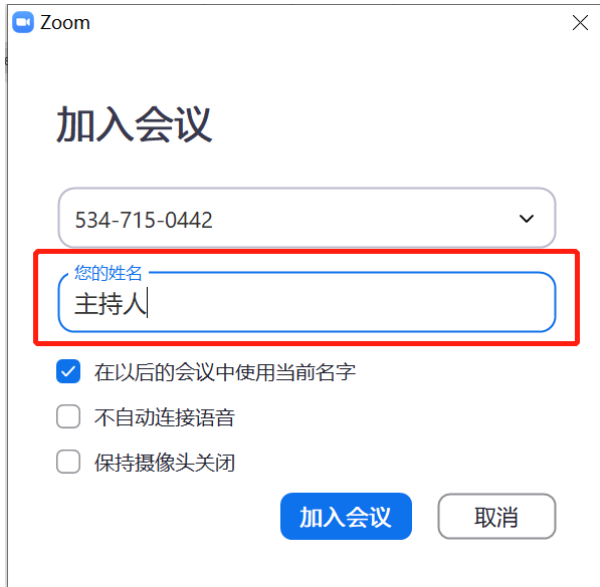 Zoom
加入会议
534-715-0442
您的姓名
主持人
在以后的会议中使用当前名字
不自动连接语音
保持摄像头关闭
加入会议 取消